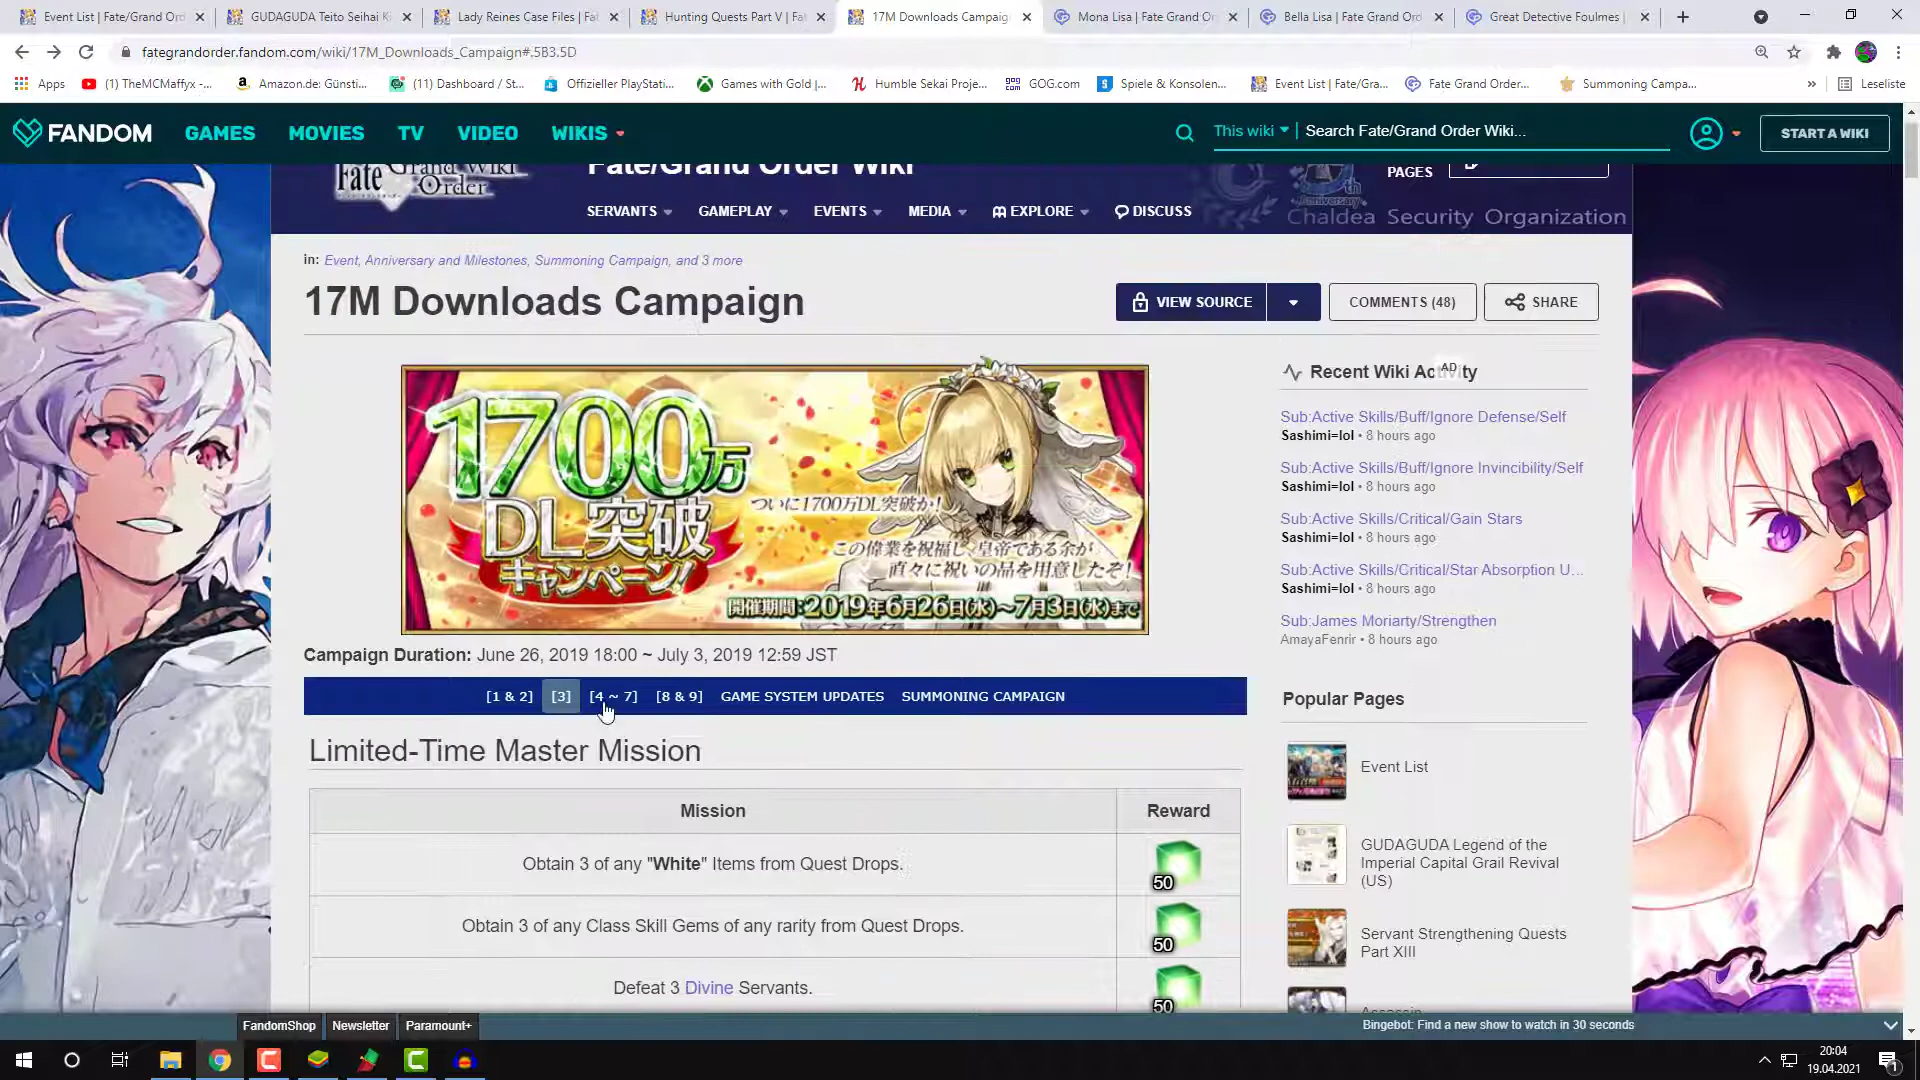 Event List | Fate/Grand Ord
GUDAGUDA Teito Seihai K
Lady Reines Case Files | Fa
Hunting Quests Part V | Fa
17M Downloads Campaig
Mona Lisa | Fate Grand Or
Bella Lisa | Fate Grand Ord
Great Detective Foulmes |
fategrandorder.fandom.com/wiki/17M_Downloads_Campaign#.5B3.5D
Apps
(1) TheMCMaffyx -...
Amazon.de: Günsti...
(11) Dashboard / St...
Offizieller PlayStati...
Games with Gold |...
Humble Sekai Proje...
GOG.com
Spiele & Konsolen...
Event List | Fate/Gra...
Fate Grand Order...
Summoning Campa...
»
Leseliste
FANDOM
GAMES
MOVIES
TV
VIDEO
WIKIS
This wiki
Search Fate/Grand Order Wiki...
START A WIKI
Fate Grand Wiki Order
Fate/Grand Order Wiki
PAGES
SERVANTS
GAMEPLAY
EVENTS
MEDIA
EXPLORE
DISCUSS
Chaldea Security Organization
in: Event, Anniversary and Milestones, Summoning Campaign, and 3 more
17M Downloads Campaign
VIEW SOURCE
COMMENTS (48)
SHARE
1700万
DL突破
キャンペーン!
ついに1700万DL突破か!
この偉業を祝福し、皇帝である余が
直々に祝いの品を用意したぞ!
開催期間:2019年6月26日(水)~7月3日(水)まで
Campaign Duration: June 26, 2019 18:00 ~ July 3, 2019 12:59 JST
[1 & 2]
[3]
[4 ~ 7]
[8 & 9]
GAME SYSTEM UPDATES
SUMMONING CAMPAIGN
Limited-Time Master Mission
Mission
Reward
Obtain 3 of any "White" Items from Quest Drops.
50
Obtain 3 of any Class Skill Gems of any rarity from Quest Drops.
50
Defeat 3 Divine Servants.
50
Recent Wiki Activity
AD
Sub:Active Skills/Buff/Ignore Defense/Self
Sashimi=lol • 8 hours ago
Sub:Active Skills/Buff/Ignore Invincibility/Self
Sashimi=lol • 8 hours ago
Sub:Active Skills/Critical/Gain Stars
Sashimi=lol • 8 hours ago
Sub:Active Skills/Critical/Star Absorption U...
Sashimi=lol • 8 hours ago
Sub:James Moriarty/Strengthen
AmayaFenrir • 8 hours ago
Popular Pages
Event List
GUDAGUDA Legend of the
Imperial Capital Grail Revival
(US)
Servant Strengthening Quests
Part XIII
FandomShop
Newsletter
Paramount+
Bingebot: Find a new show to watch in 30 seconds
20:04
19.04.2021
1